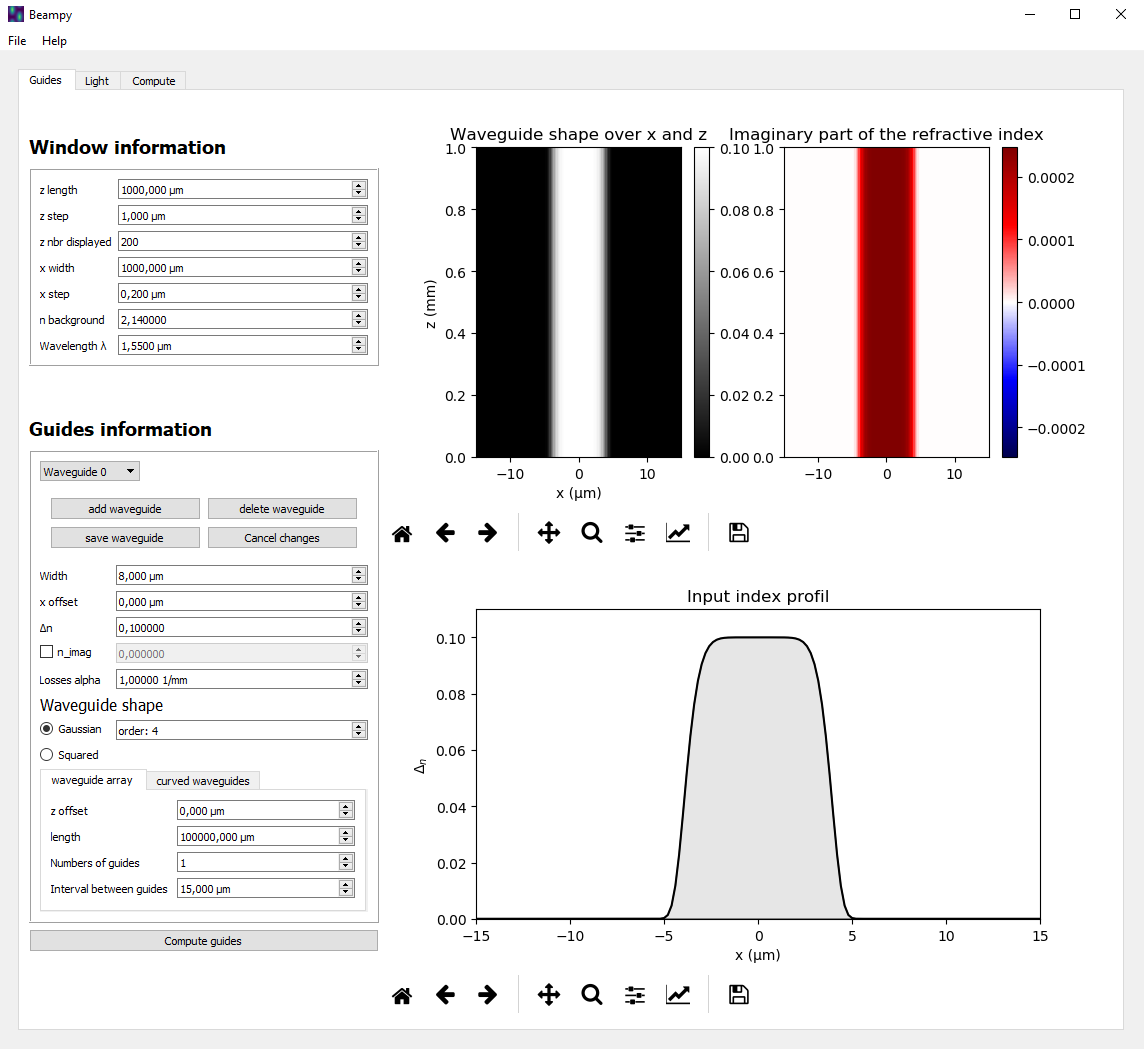 Beampy
File Help
Guides Light Compute
Window information
z length 1000,000 µm
z step 1,000 µm
z nbr displayed 200
x width 1000,000 µm
x step 0,200 µm
n background 2,140000
Wavelength λ 1,5500 µm
Guides information
Waveguide 0
add waveguide delete waveguide
save waveguide Cancel changes
Width 8,000 µm
x offset 0,000 µm
Δn 0,100000
n_imag 0,000000
Losses alpha 1,00000 1/mm
Waveguide shape
Gaussian order: 4
Squared
waveguide array curved waveguides
z offset 0,000 µm
length 100000,000 µm
Numbers of guides 1
Interval between guides 15,000 µm
Compute guides
Waveguide shape over x and z
1.0
0.8
0.6
0.4
0.2
0.0
z (mm)
−10 0 10
x (µm)
0.10
0.08
0.06
0.04
0.02
0.00
Imaginary part of the refractive index
1.0
0.8
0.6
0.4
0.2
0.0
−10 0 10
0.0002
0.0001
0.0000
−0.0001
−0.0002
Input index profil
0.10
0.08
0.06
0.04
0.02
0.00
Δn
−15 −10 −5 0 5 10 15
x (µm)